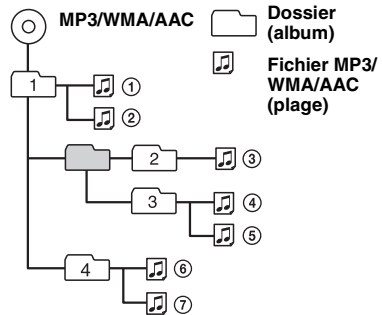 MP3/WMA/AAC
Dossier
(album)
Fichier MP3/
WMA/AAC
(plage)
1
①
②
2
③
3
④
⑤
4
⑥
⑦